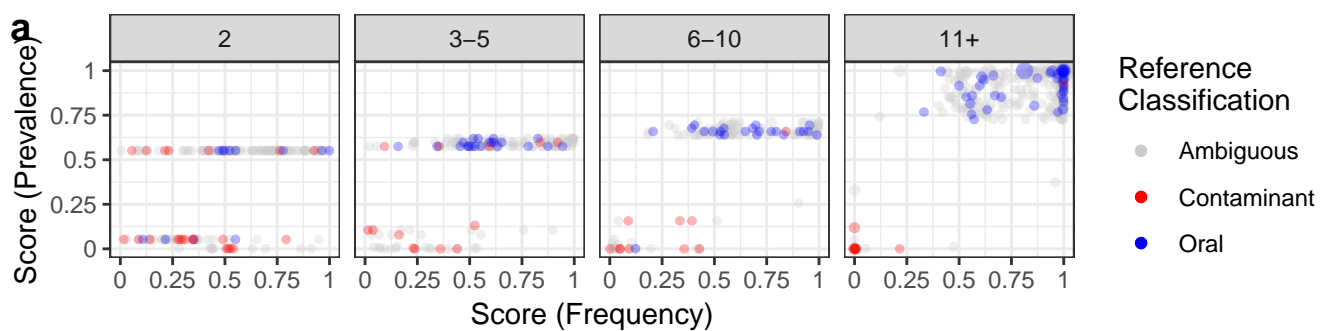 a
2
3–5
6–10
11+
Score (Prevalence)
1
0.75
0.5
0.25
0
0 0.25 0.5 0.75 1
0 0.25 0.5 0.75 1
0 0.25 0.5 0.75 1
0 0.25 0.5 0.75 1
Score (Frequency)
Reference
Classification
Ambiguous
Contaminant
Oral